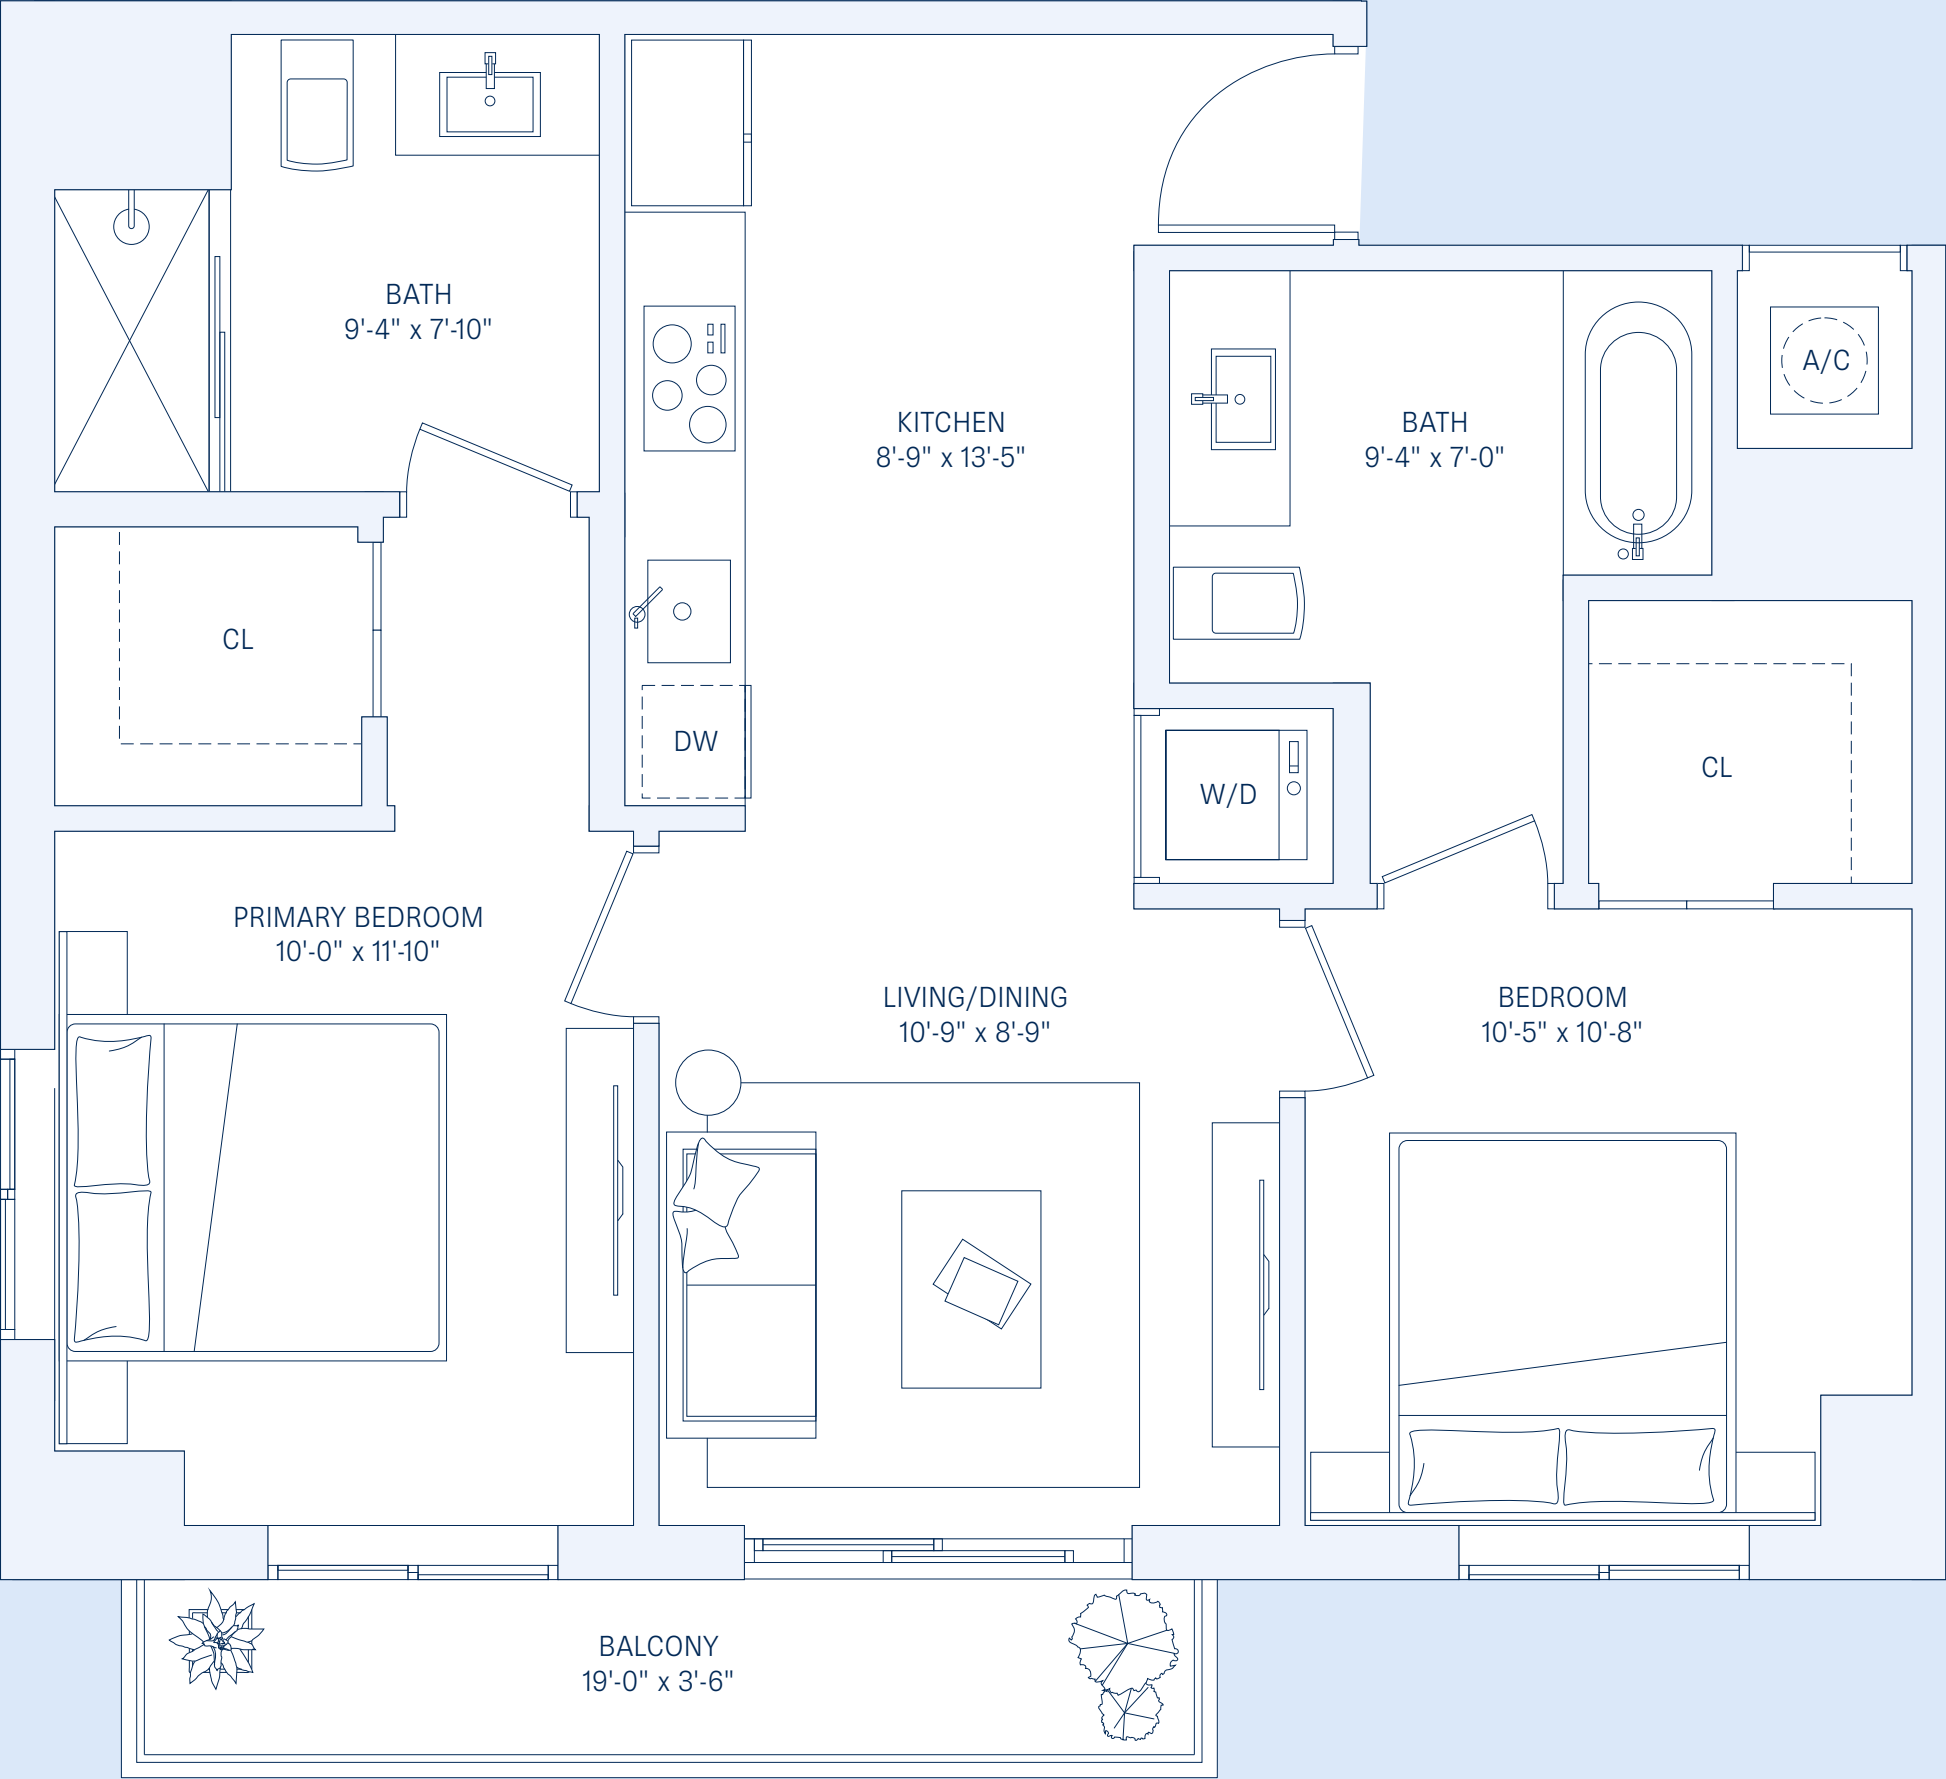 BATH
9'-4" x 7'-10"
KITCHEN
8'-9" x 13'-5"
BATH
9'-4" x 7'-0"
A/C
CL
DW
W/D
CL
PRIMARY BEDROOM
10'-0" x 11'-10"
LIVING/DINING
10'-9" x 8'-9"
BEDROOM
10'-5" x 10'-8"
BALCONY
19'-0" x 3'-6"